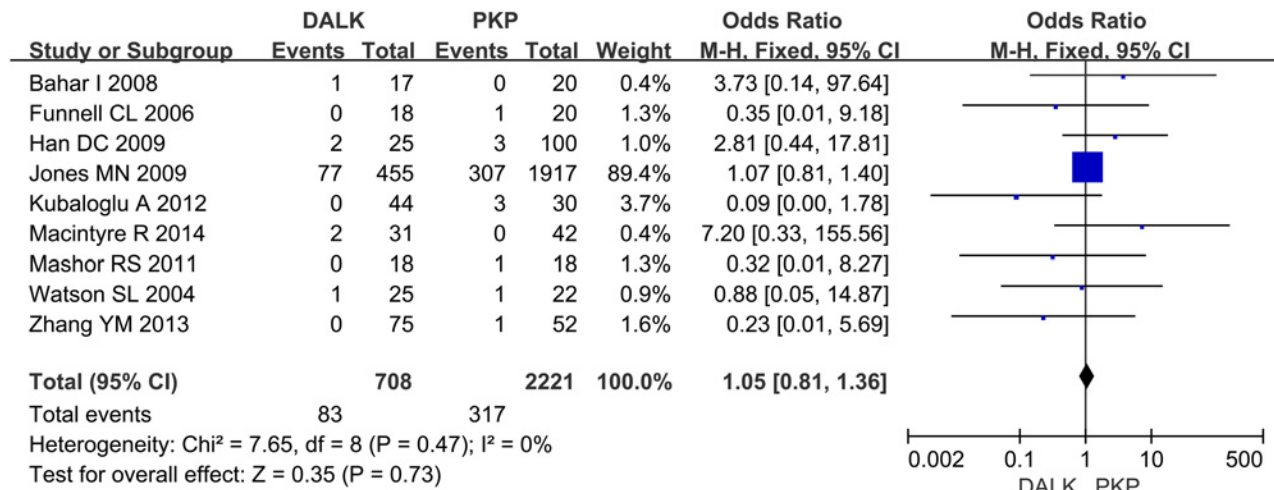 DALK PKP Odds Ratio Odds Ratio
Study or Subgroup Events Total Events Total Weight M-H, Fixed, 95% CI M-H, Fixed, 95% CI
Bahar I 2008 1 17 0 20 0.4% 3.73 [0.14, 97.64]
Funnell CL 2006 0 18 1 20 1.3% 0.35 [0.01, 9.18]
Han DC 2009 2 25 3 100 1.0% 2.81 [0.44, 17.81]
Jones MN 2009 77 455 307 1917 89.4% 1.07 [0.81, 1.40]
Kubaloglu A 2012 0 44 3 30 3.7% 0.09 [0.00, 1.78]
Macintyre R 2014 2 31 0 42 0.4% 7.20 [0.33, 155.56]
Mashor RS 2011 0 18 1 18 1.3% 0.32 [0.01, 8.27]
Watson SL 2004 1 25 1 22 0.9% 0.88 [0.05, 14.87]
Zhang YM 2013 0 75 1 52 1.6% 0.23 [0.01, 5.69]
Total (95% CI) 708 2221 100.0% 1.05 [0.81, 1.36]
Total events 83 317
Heterogeneity: Chi² = 7.65, df = 8 (P = 0.47); I² = 0%
Test for overall effect: Z = 0.35 (P = 0.73)
0.002 0.1 1 10 500
DALK PKP